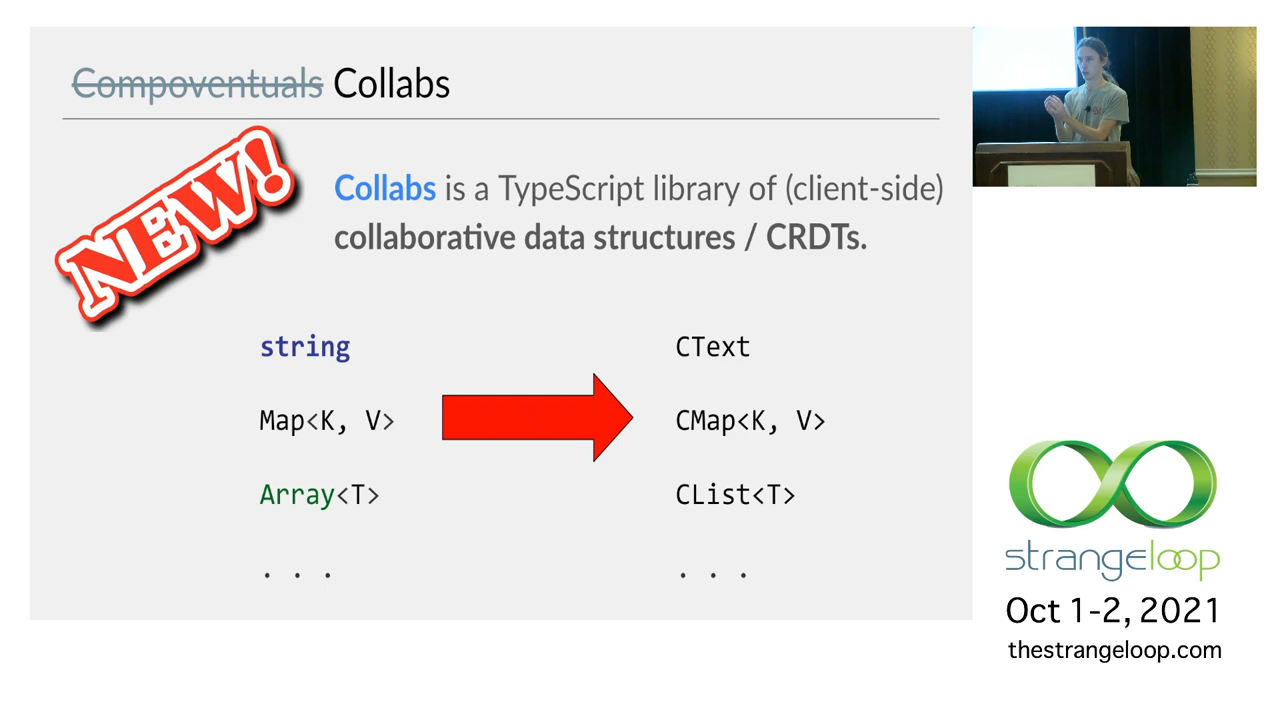 Compoventuals Collabs
NEW!
Collabs is a TypeScript library of (client-side)
collaborative data structures / CRDTs.
string
CText
Map<K, V>
CMap<K, V>
Array<T>
CList<T>
. . .
. . .
strangeloop
Oct 1-2, 2021
thestrangeloop.com